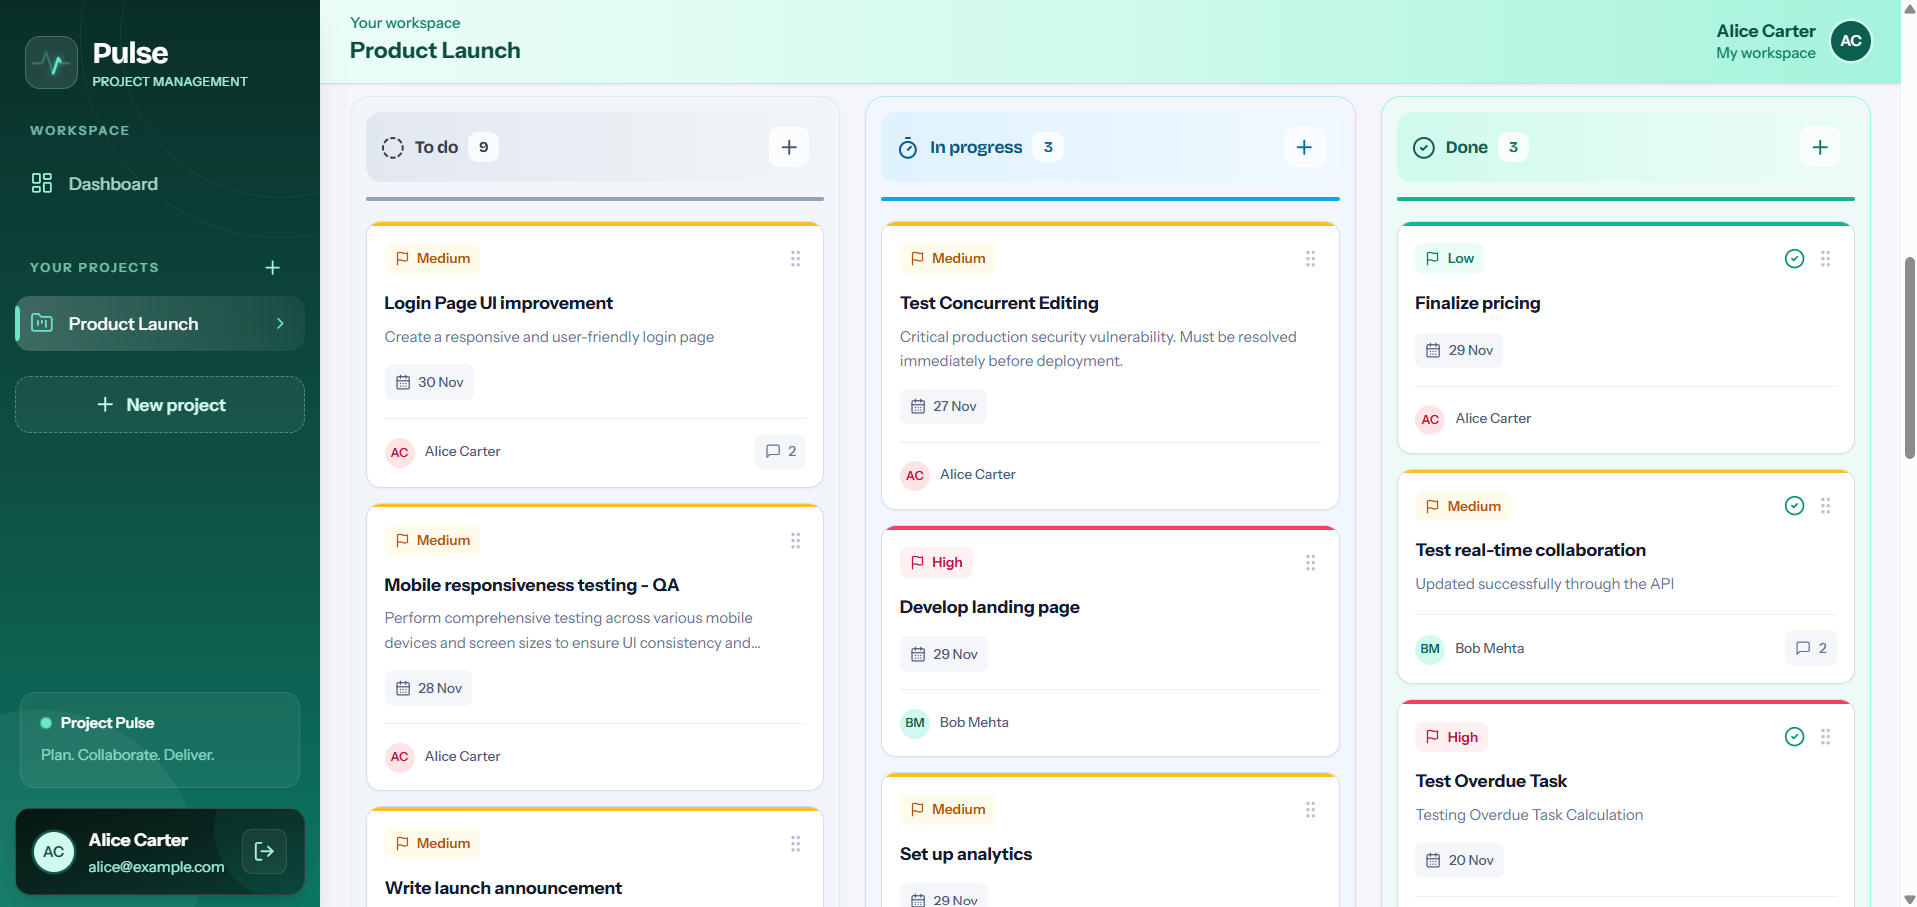 Pulse
PROJECT MANAGEMENT
WORKSPACE
Dashboard
YOUR PROJECTS
Product Launch
New project
Project Pulse
Plan. Collaborate. Deliver.
AC
Alice Carter
alice@example.com
Your workspace
Product Launch
Alice Carter
My workspace
AC
To do 9
Medium
Login Page UI improvement
Create a responsive and user-friendly login page
30 Nov
AC Alice Carter 2
Medium
Mobile responsiveness testing - QA
Perform comprehensive testing across various mobile
devices and screen sizes to ensure UI consistency and...
28 Nov
AC Alice Carter
Medium
Write launch announcement
In progress 3
Medium
Test Concurrent Editing
Critical production security vulnerability. Must be resolved
immediately before deployment.
27 Nov
AC Alice Carter
High
Develop landing page
29 Nov
BM Bob Mehta
Medium
Set up analytics
29 Nov
Done 3
Low
Finalize pricing
29 Nov
AC Alice Carter
Medium
Test real-time collaboration
Updated successfully through the API
BM Bob Mehta 2
High
Test Overdue Task
Testing Overdue Task Calculation
20 Nov